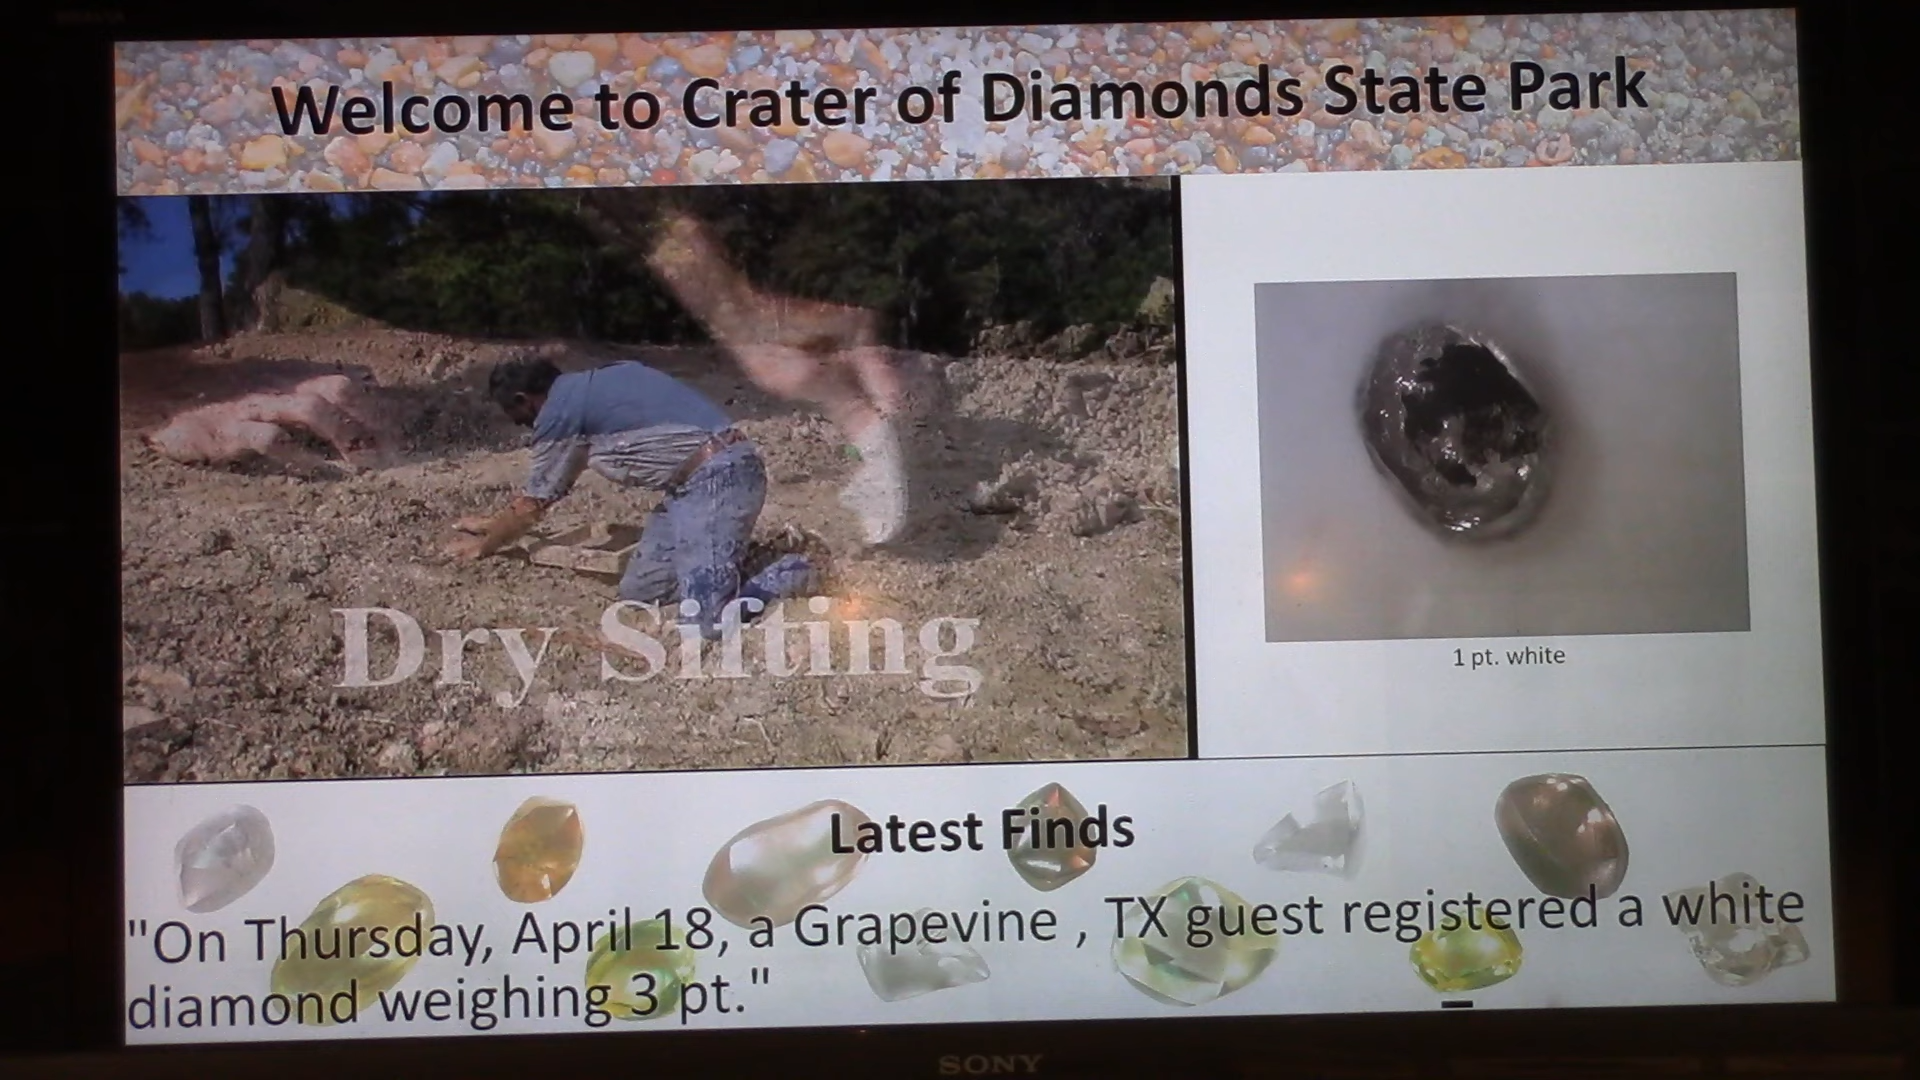 Welcome to Crater of Diamonds State Park
Dry Sifting
1 pt. white
Latest Finds
"On Thursday, April 18, a Grapevine , TX guest registered a white
diamond weighing 3 pt."
SONY